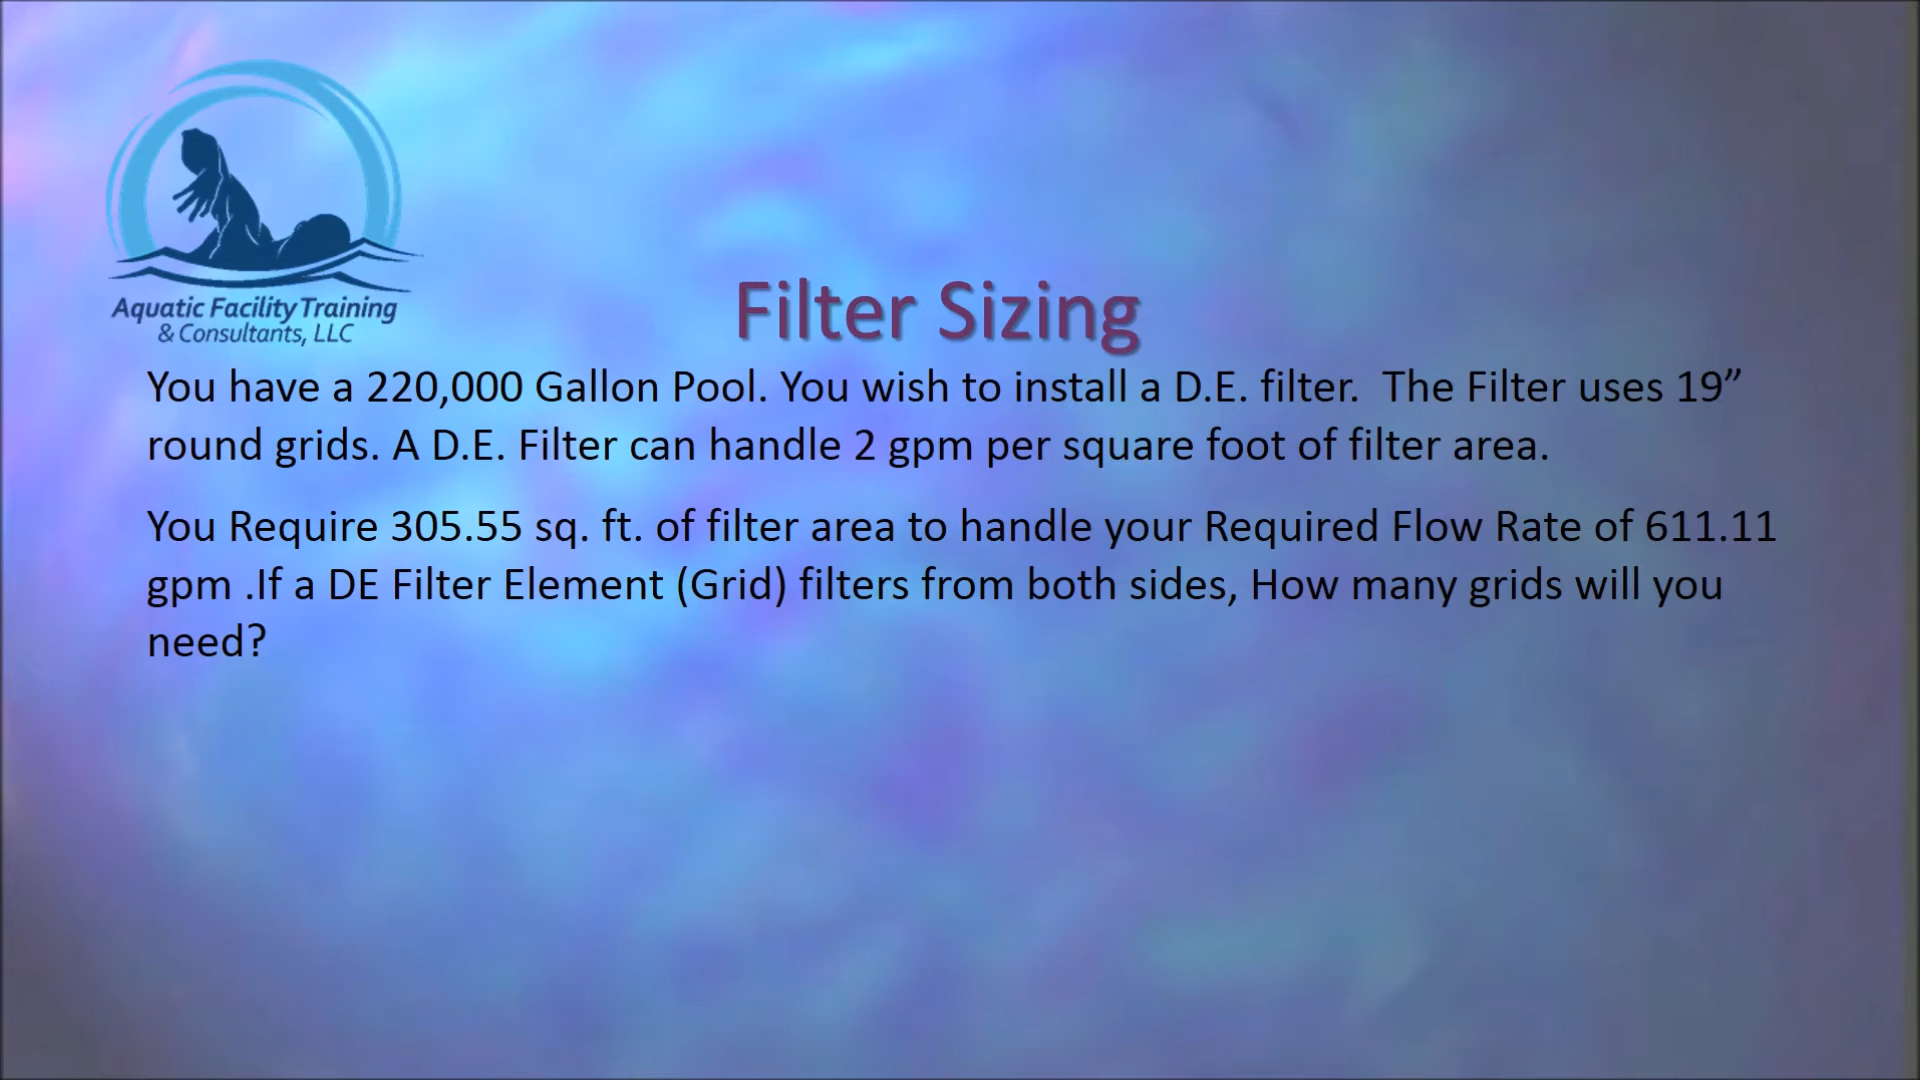 Aquatic Facility Training
& Consultants, LLC
Filter Sizing
You have a 220,000 Gallon Pool. You wish to install a D.E. filter.  The Filter uses 19”
round grids. A D.E. Filter can handle 2 gpm per square foot of filter area.
You Require 305.55 sq. ft. of filter area to handle your Required Flow Rate of 611.11
gpm .If a DE Filter Element (Grid) filters from both sides, How many grids will you
need?